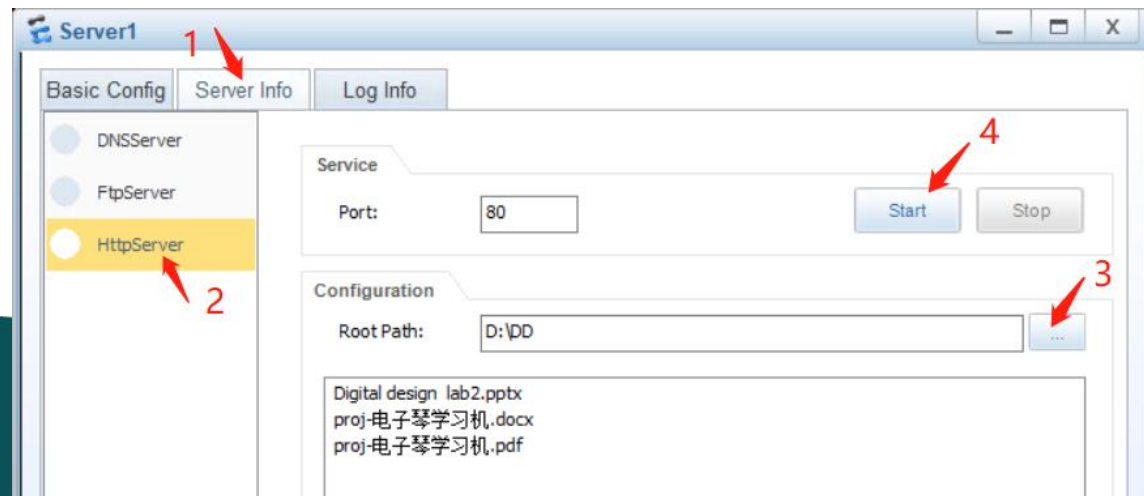 Server1
1
Basic Config Server Info Log Info
DNSServer
FtpServer
HttpServer
2
Service
4
Port: 80 Start Stop
Configuration
3
Root Path: D:\DD ...
Digital design lab2.pptx
proj-电子琴学习机.docx
proj-电子琴学习机.pdf